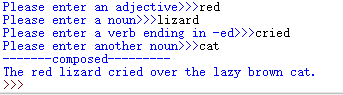 Please enter an adjective>>>red
Please enter a noun>>>lizard
Please enter a verb ending in -ed>>>cried
Please enter another noun>>>cat
-------composed---------
The red lizard cried over the lazy brown cat.
>>>